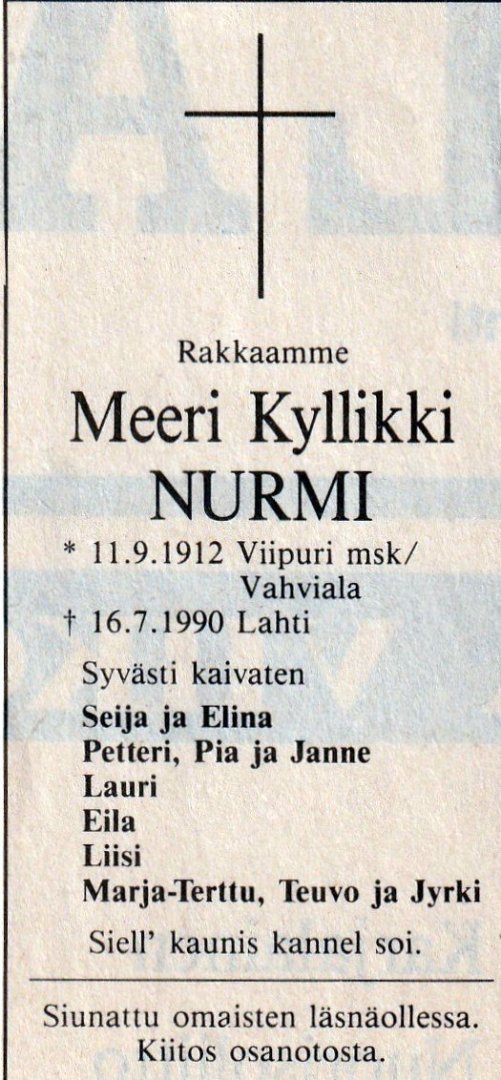 Rakkaamme
Meeri Kyllikki
NURMI
* 11.9.1912 Viipuri msk/
Vahviala
† 16.7.1990 Lahti
Syvästi kaivaten
Seija ja Elina
Petteri, Pia ja Janne
Lauri
Eila
Liisi
Marja-Terttu, Teuvo ja Jyrki
Siell' kaunis kannel soi.
Siunattu omaisten läsnäollessa.
Kiitos osanotosta.